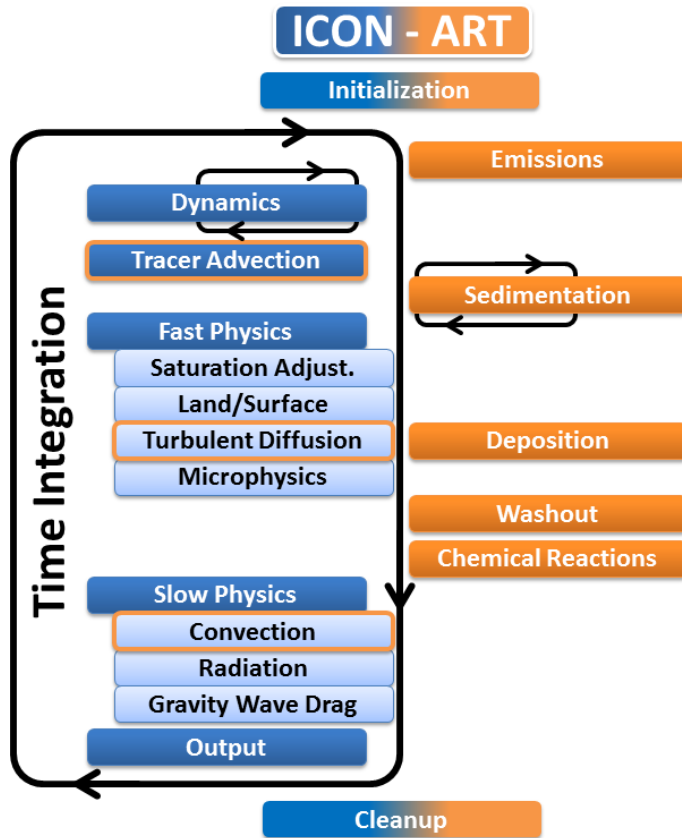 ICON - ART
Initialization
Emissions
Dynamics
Tracer Advection
Sedimentation
Time Integration
Fast Physics
Saturation Adjust.
Land/Surface
Turbulent Diffusion
Deposition
Microphysics
Washout
Chemical Reactions
Slow Physics
Convection
Radiation
Gravity Wave Drag
Output
Cleanup